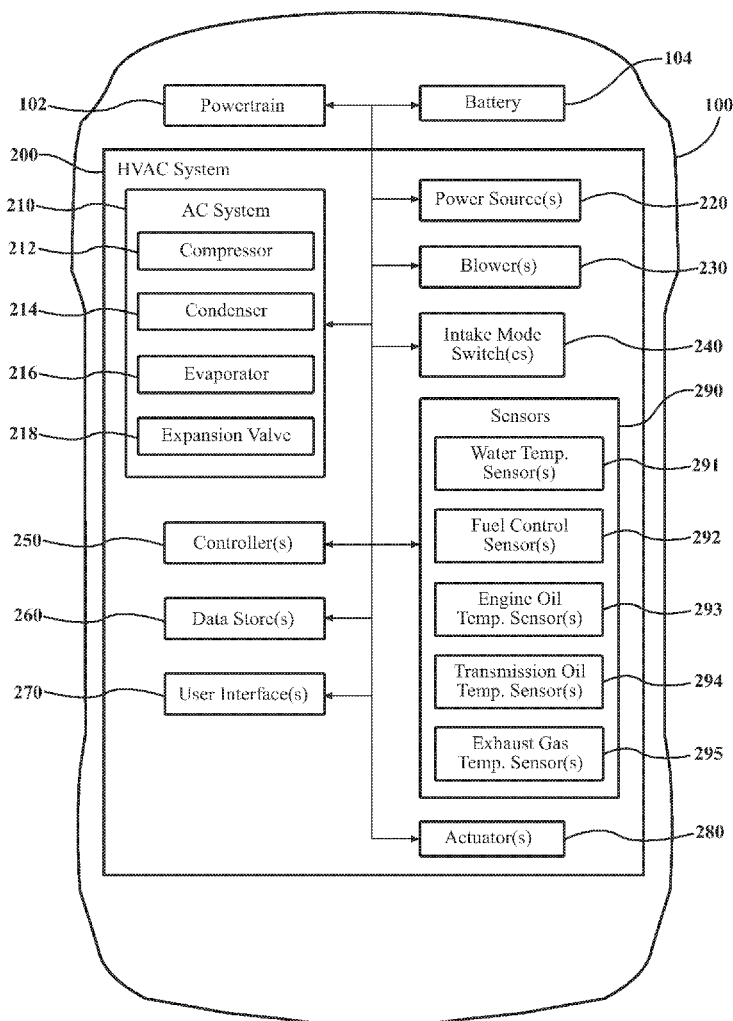 104
102
Powertrain
Battery
100
200
HVAC System
210
AC System
Power Source(s)
220
212
Compressor
Blower(s)
230
214
Condenser
Intake Mode
Switch(es)
240
216
Evaporator
290
218
Expansion Valve
Sensors
Water Temp.
Sensor(s)
291
250
Controller(s)
Fuel Control
Sensor(s)
292
260
Data Store(s)
Engine Oil
Temp. Sensor(s)
293
270
User Interface(s)
Transmission Oil
Temp. Sensor(s)
294
Exhaust Gas
Temp. Sensor(s)
295
Actuator(s)
280